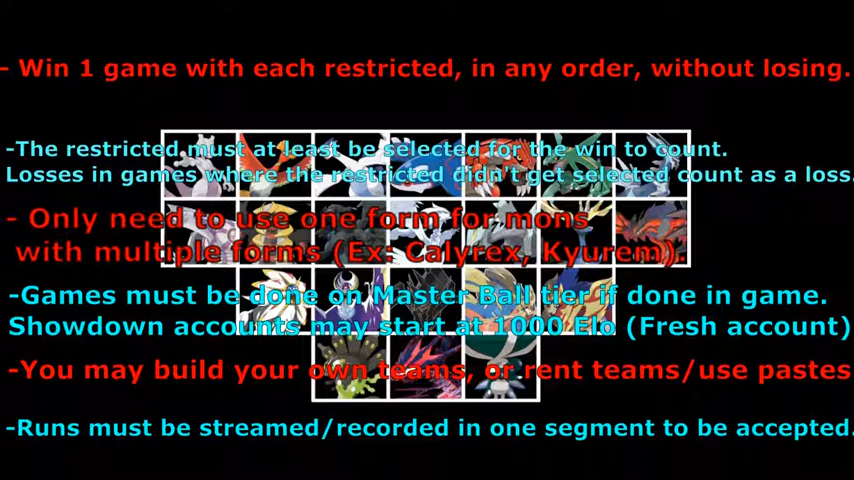 - Win 1 game with each restricted, in any order, without losing.
-The restricted must at least be selected for the win to count.
Losses in games where the restricted didn't get selected count as a loss.
- Only need to use one form for mons
with multiple forms (Ex: Calyrex, Kyurem).
-Games must be done on Master Ball tier if done in game.
Showdown accounts may start at 1000 Elo (Fresh account)
-You may build your own teams, or rent teams/use pastes
-Runs must be streamed/recorded in one segment to be accepted.